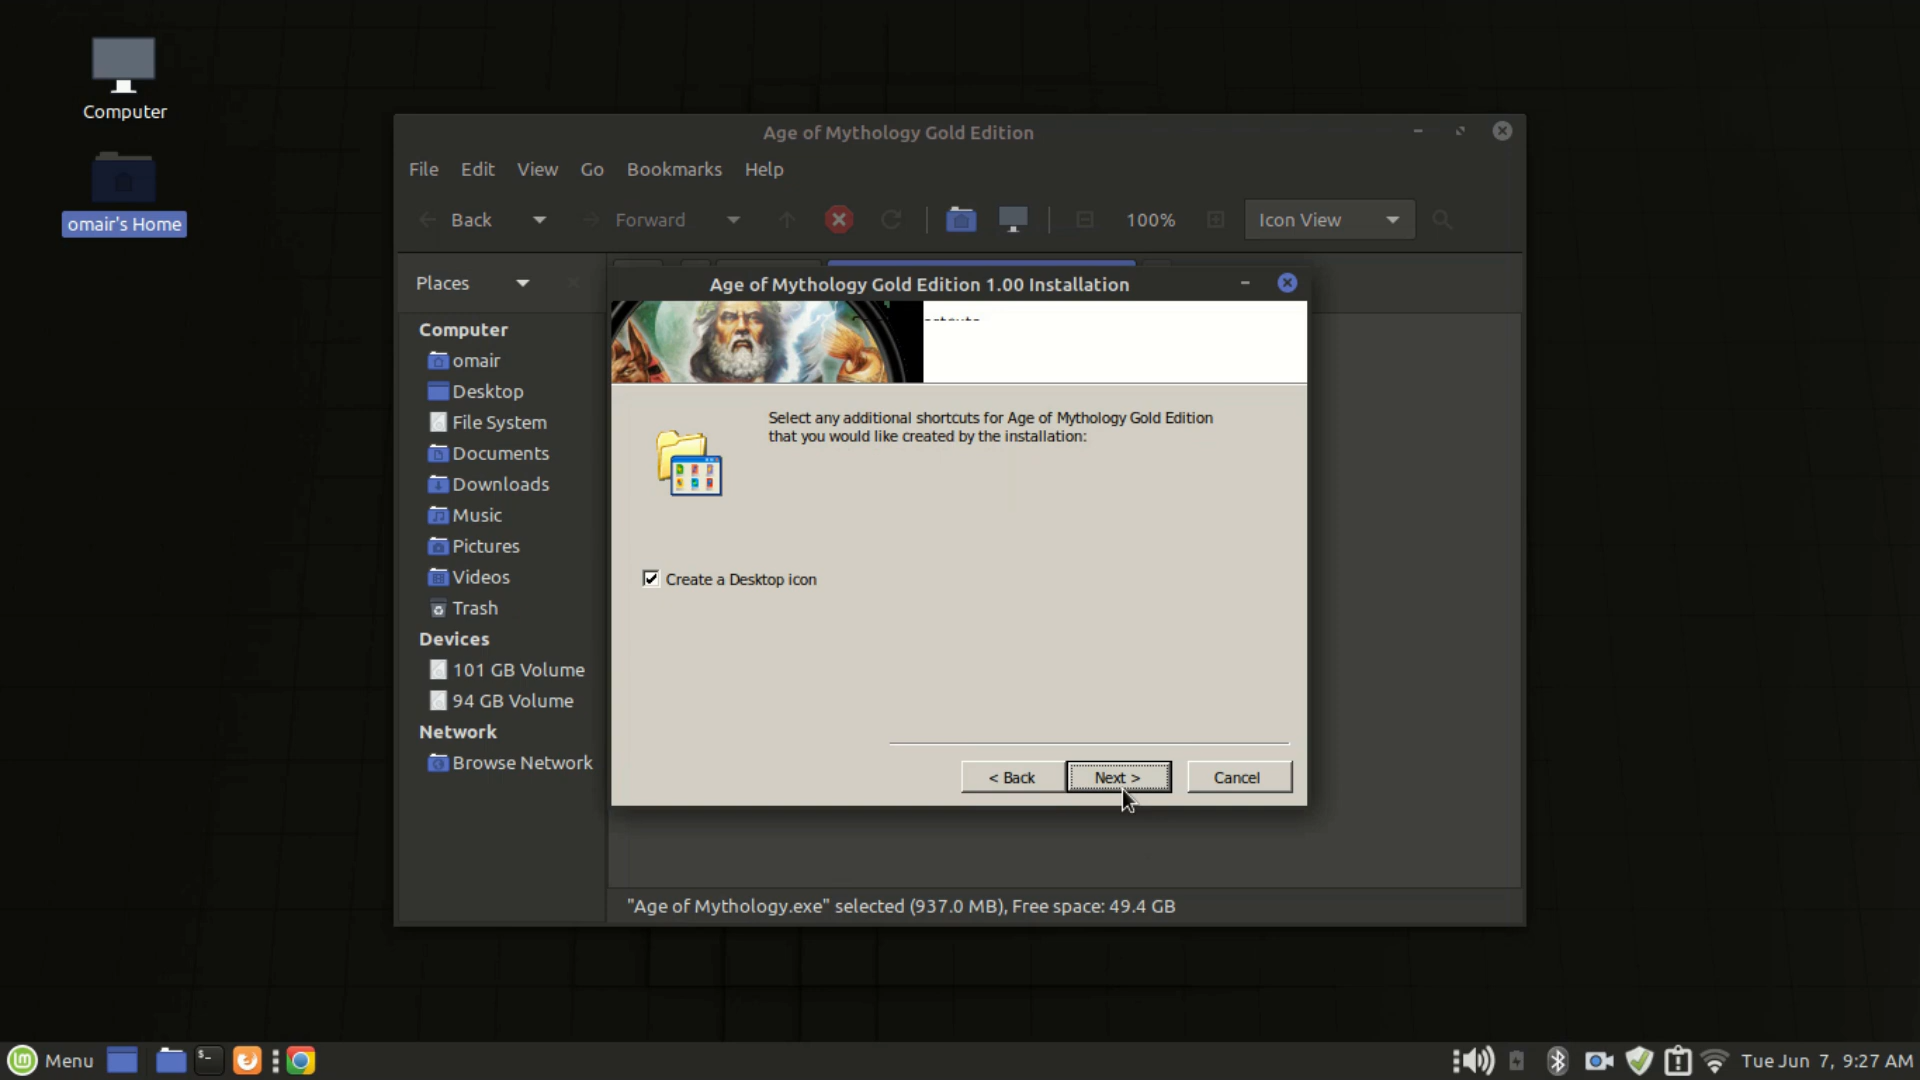 Computer
omair's Home
Age of Mythology Gold Edition
File Edit View Go Bookmarks Help
Back Forward 100% Icon View
Places
Computer
omair
Desktop
File System
Documents
Downloads
Music
Pictures
Videos
Trash
Devices
101 GB Volume
94 GB Volume
Network
Browse Network
Age of Mythology Gold Edition 1.00 Installation
Select any additional shortcuts for Age of Mythology Gold Edition
that you would like created by the installation:
Create a Desktop icon
< Back Next > Cancel
"Age of Mythology.exe" selected (937.0 MB), Free space: 49.4 GB
Menu $_ Tue Jun 7, 9:27 AM